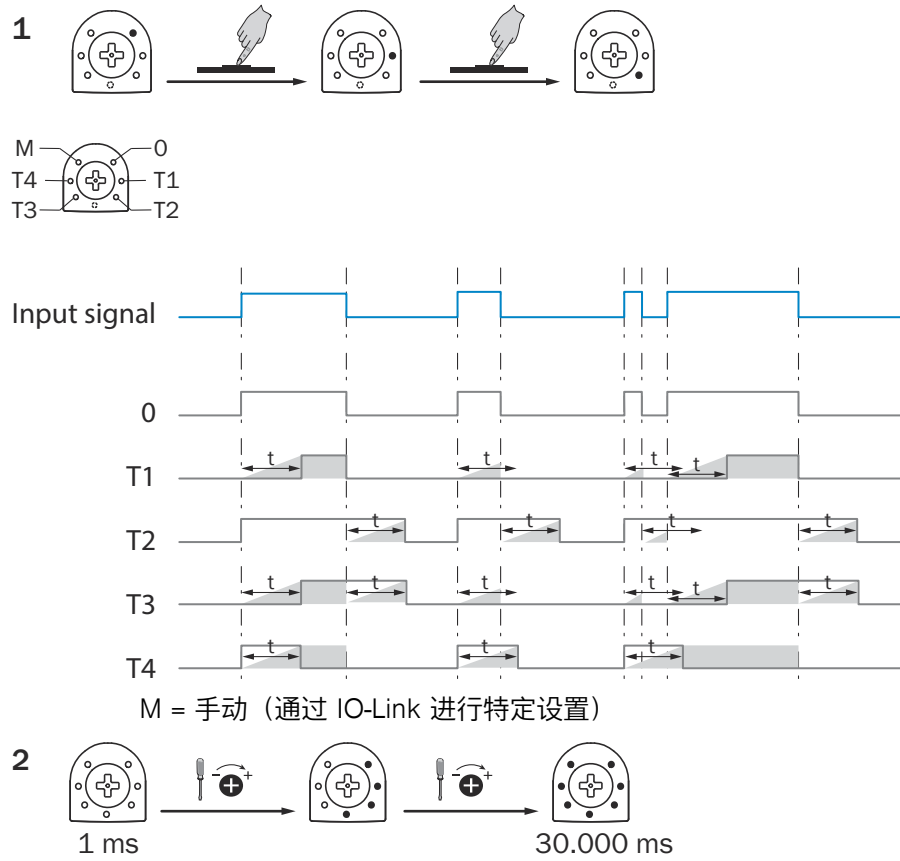 1
M 0
T4 T1
T3 T2
Input signal
0
t t t t
T1
t t t t
T2
t t t t t t
T3
t t t
T4
M = 手动（通过 IO-Link 进行特定设置）
2
- + - +
1 ms 30.000 ms